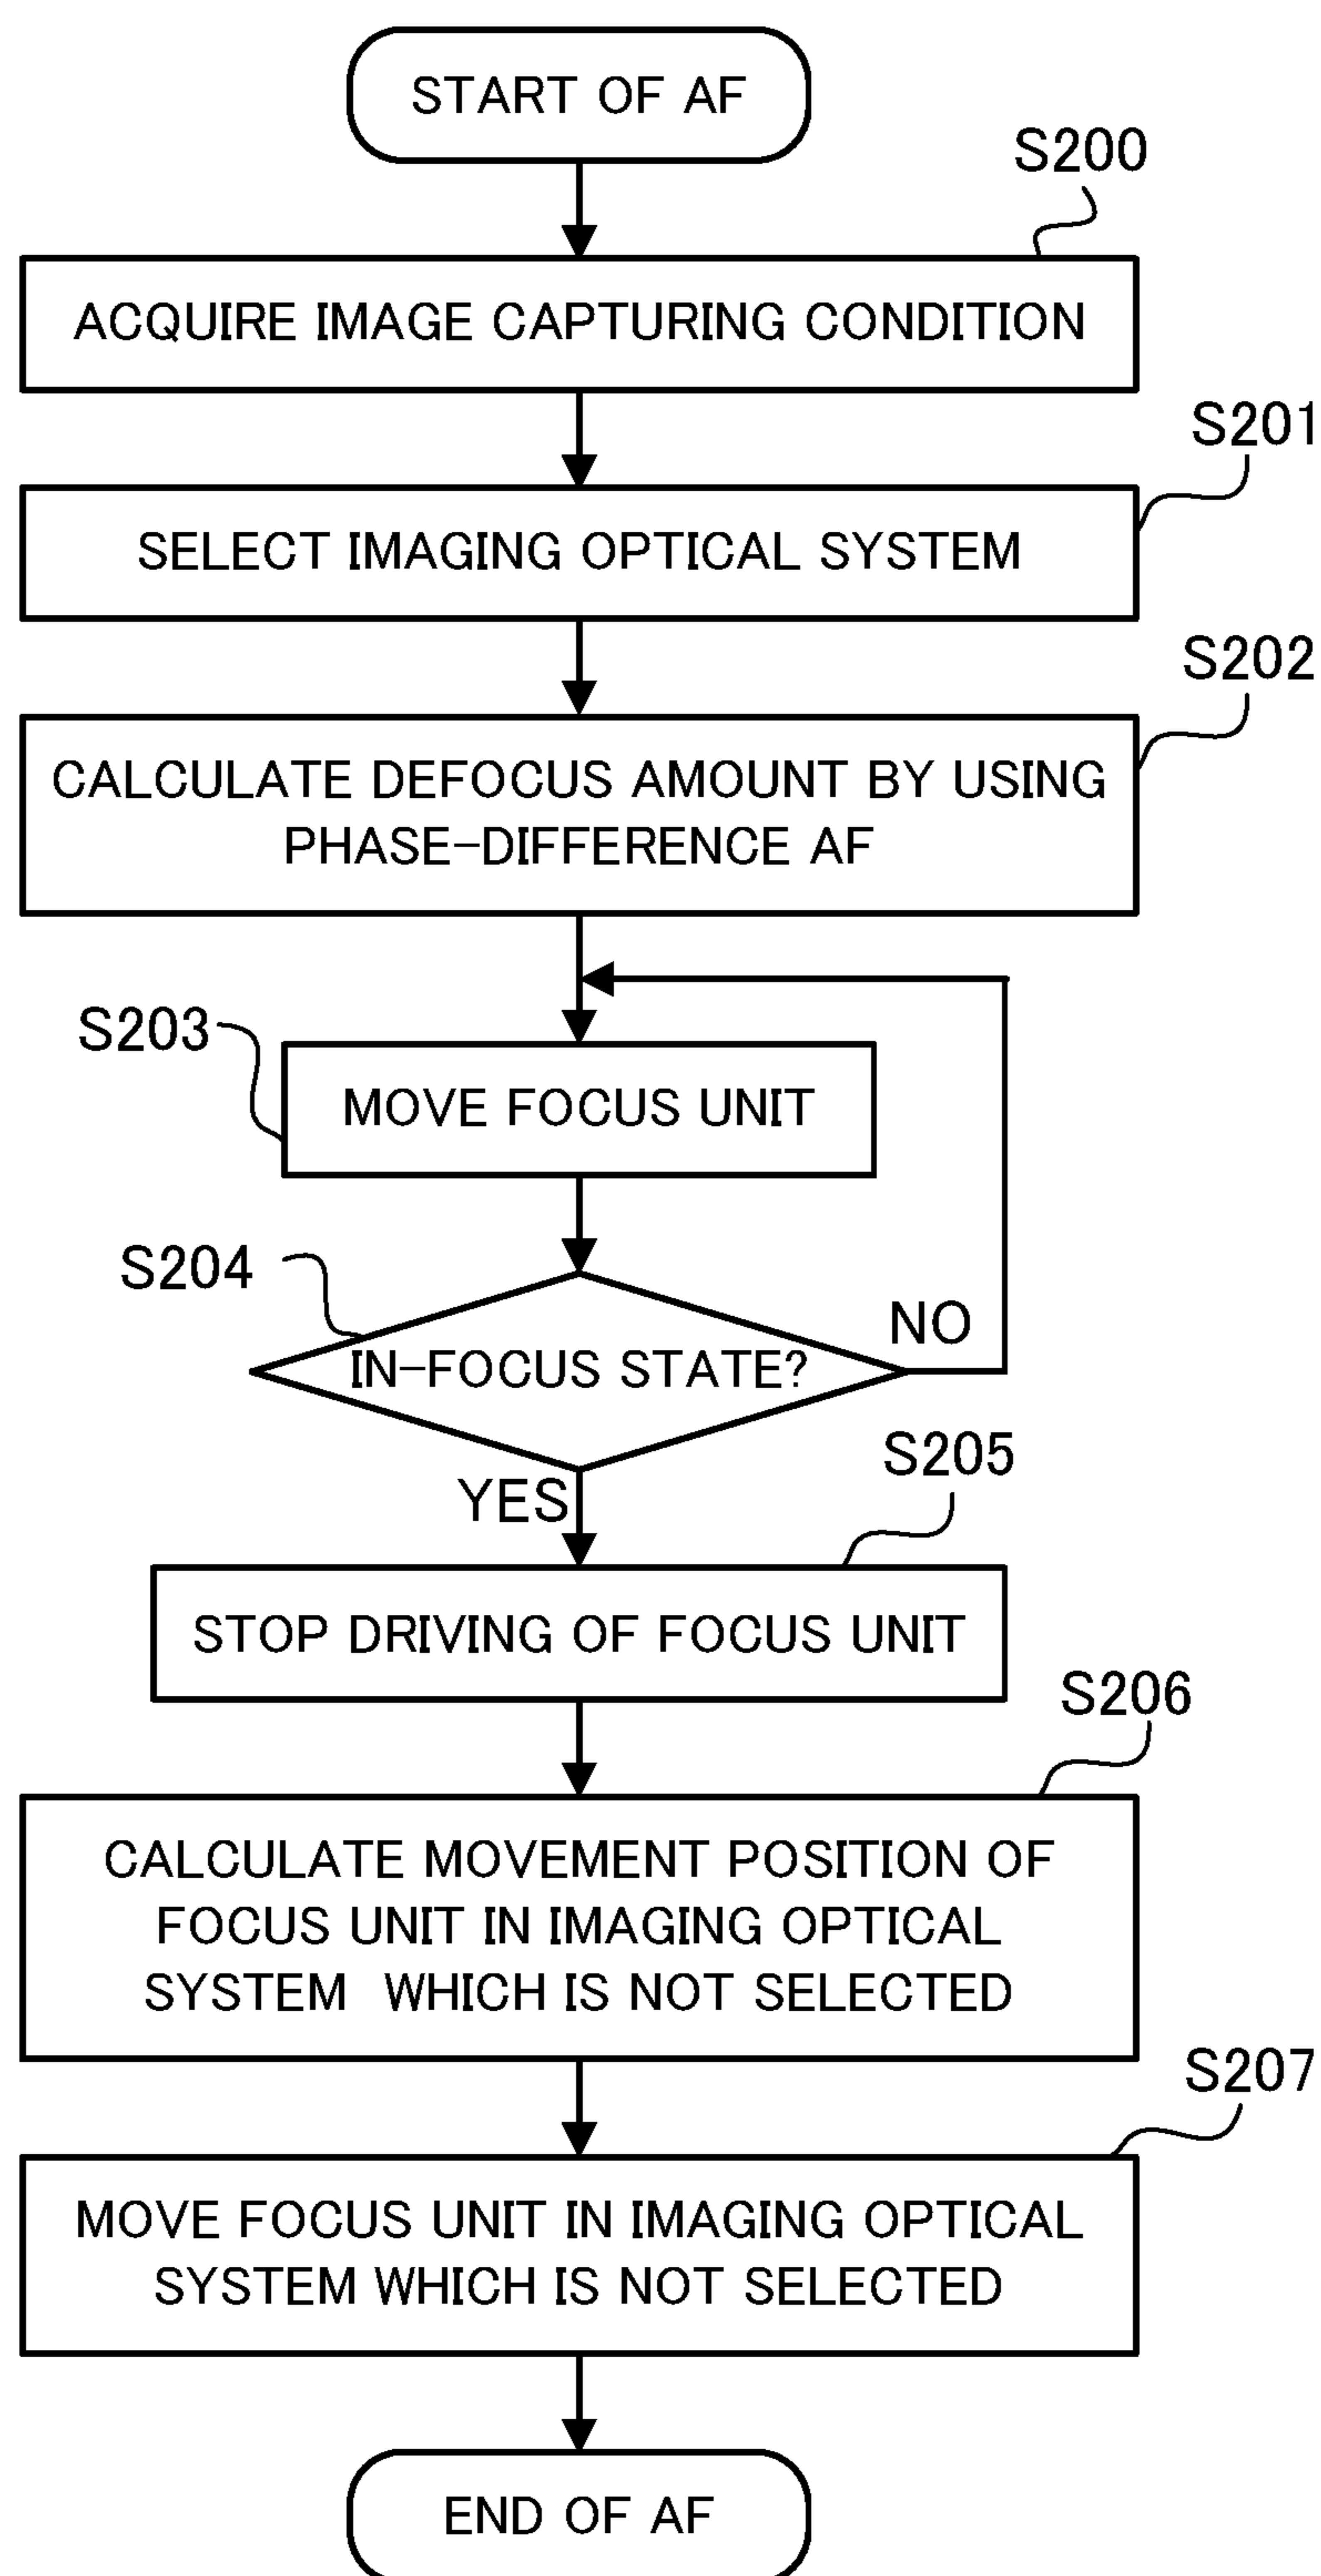 START OF AF
S200
ACQUIRE IMAGE CAPTURING CONDITION
S201
SELECT IMAGING OPTICAL SYSTEM
S202
CALCULATE DEFOCUS AMOUNT BY USING
PHASE-DIFFERENCE AF
S203
MOVE FOCUS UNIT
S204
IN-FOCUS STATE?
NO
YES
S205
STOP DRIVING OF FOCUS UNIT
S206
CALCULATE MOVEMENT POSITION OF
FOCUS UNIT IN IMAGING OPTICAL
SYSTEM WHICH IS NOT SELECTED
S207
MOVE FOCUS UNIT IN IMAGING OPTICAL
SYSTEM WHICH IS NOT SELECTED
END OF AF